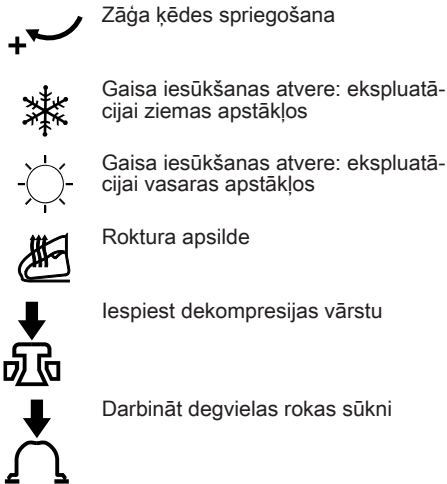 Zāģa ķēdes spriegošana
Gaisa iesūkšanas atvere: ekspluatā-
cijai ziemas apstākļos
Gaisa iesūkšanas atvere: ekspluatā-
cijai vasaras apstākļos
Roktura apsilde
Iespiest dekompresijas vārstu
Darbināt degvielas rokas sūkni